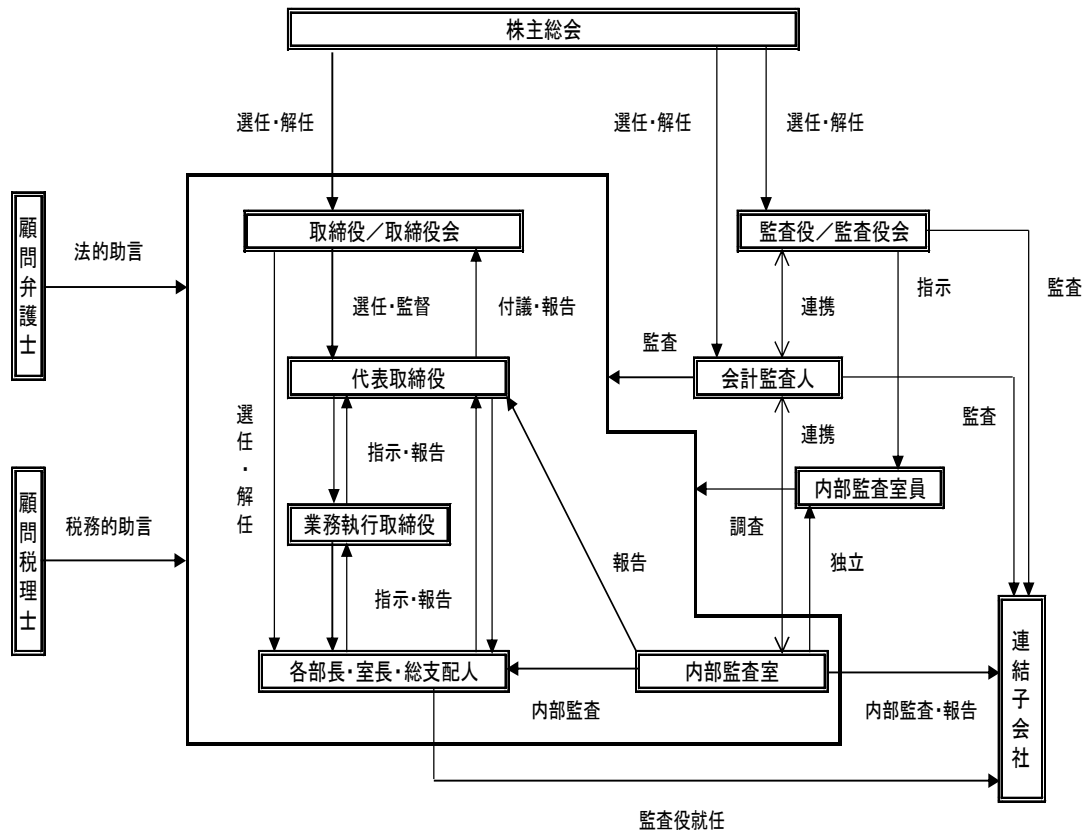 株主総会
選任・解任
選任・解任
選任・解任
顧問弁護士
法的助言
取締役／取締役会
監査役／監査役会
選任・監督
付議・報告
連携
指示
監査
監査
代表取締役
会計監査人
選任・解任
指示・報告
連携
監査
顧問税理士
税務的助言
業務執行取締役
内部監査室員
調査
報告
独立
指示・報告
連結子会社
各部長・室長・総支配人
内部監査室
内部監査
内部監査・報告
監査役就任